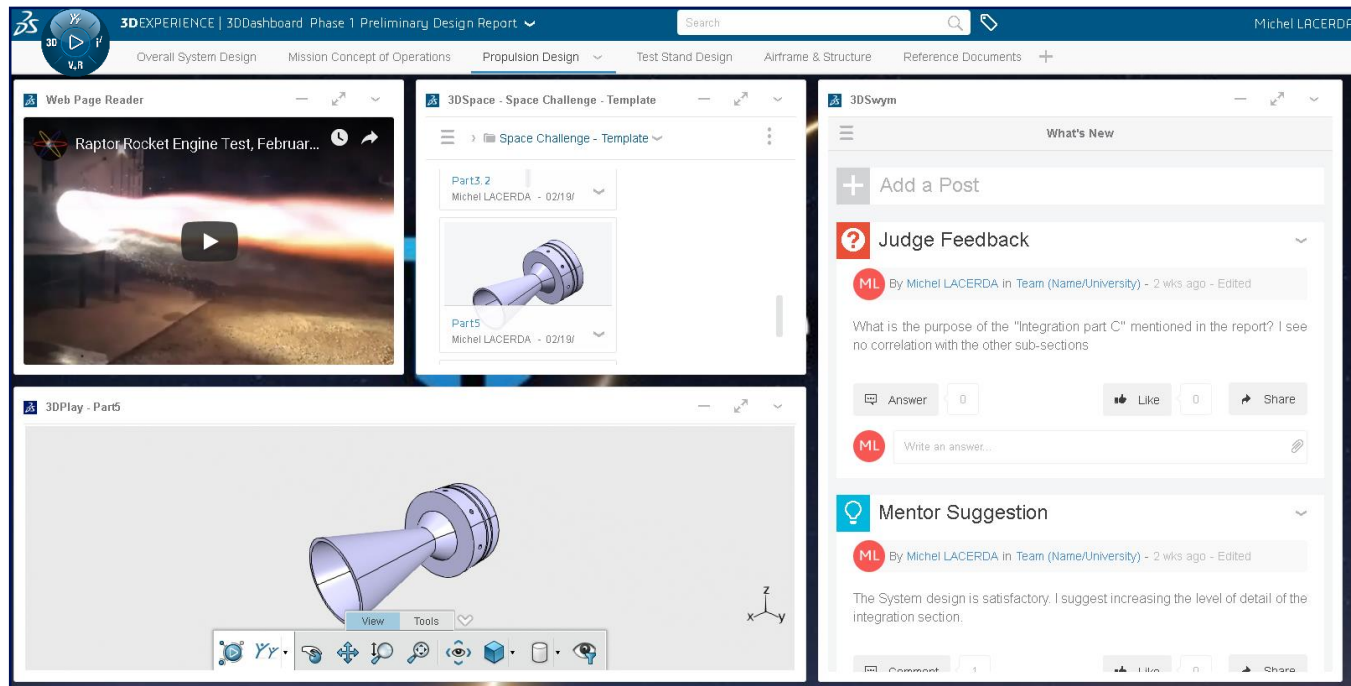 3DEXPERIENCE | 3DDashboard Phase 1 Preliminary Design Report
Search
Michel LACERDA
3D
V.R
Overall System Design
Mission Concept of Operations
Propulsion Design
Test Stand Design
Airframe & Structure
Reference Documents
Web Page Reader
Raptor Rocket Engine Test, Februar...
3DSpace - Space Challenge - Template
Space Challenge - Template
Part3.2
Michel LACERDA - 02/19/
Part5
Michel LACERDA - 02/19/
3DPlay - Part5
z
x
y
View
Tools
3DSwym
What's New
Add a Post
Judge Feedback
ML By Michel LACERDA in Team (Name/University) - 2 wks ago - Edited
What is the purpose of the "Integration part C" mentioned in the report? I see
no correlation with the other sub-sections
Answer 0 Like 0 Share
ML Write an answer...
Mentor Suggestion
ML By Michel LACERDA in Team (Name/University) - 2 wks ago - Edited
The System design is satisfactory. I suggest increasing the level of detail of the
integration section.
Comment 1 Like 0 Share